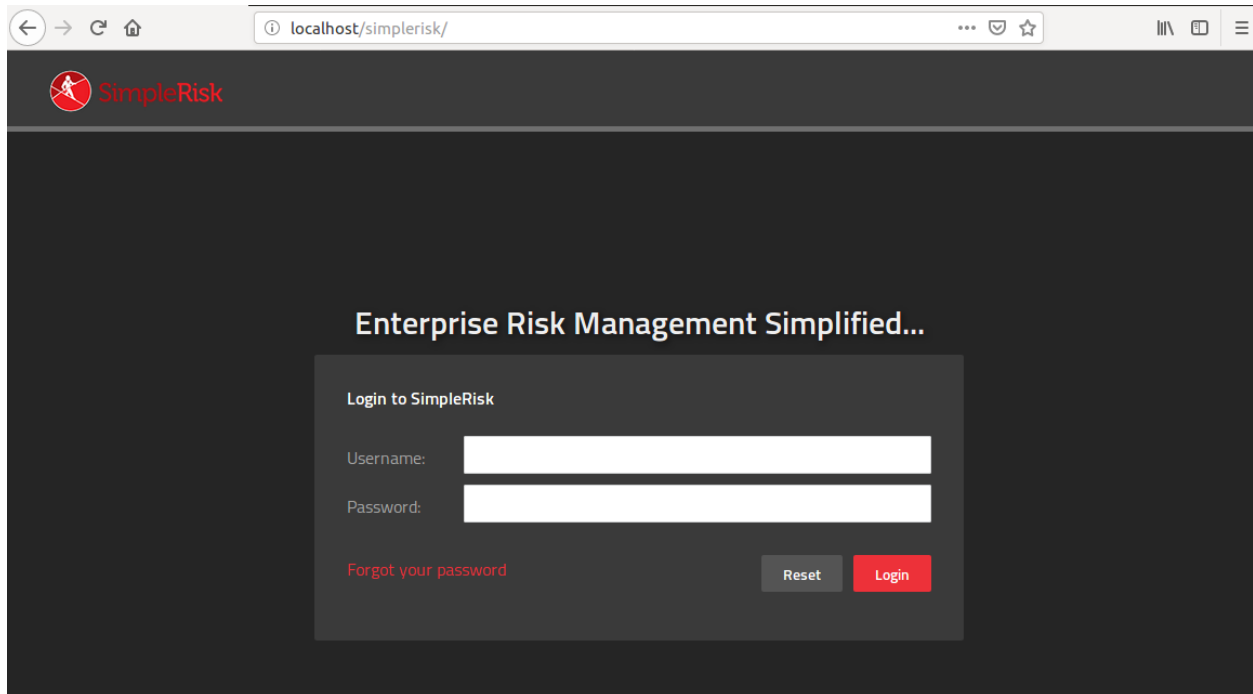 localhost/simplerisk/
SimpleRisk
Enterprise Risk Management Simplified...
Login to SimpleRisk
Username:
Password:
Forgot your password
Reset
Login